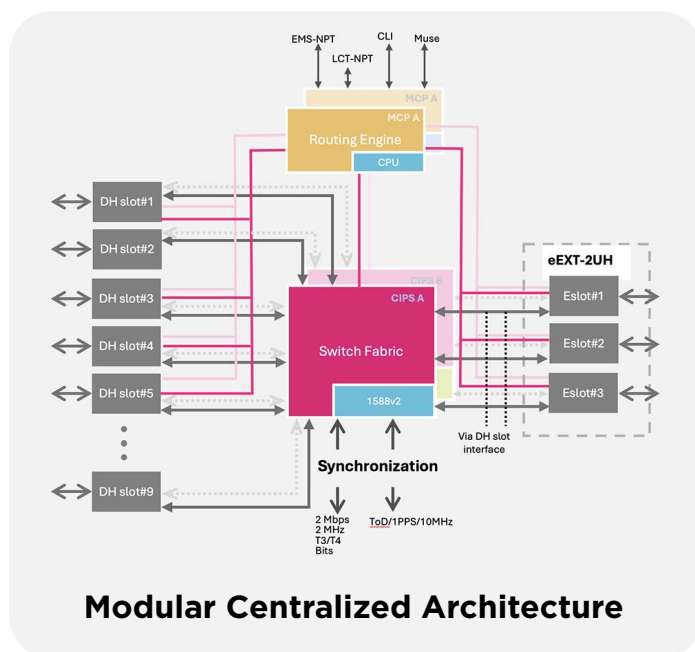 EMS-NPT
LCT-NPT
CLI
Muse
MCP A
MCP A
Routing Engine
CPU
DH slot#1
DH slot#2
DH slot#3
DH slot#4
DH slot#5
DH slot#9
CIPS B
CIPS A
Switch Fabric
1588v2
eEXT-2UH
Eslot#1
Eslot#2
Eslot#3
Via DH slot
interface
Synchronization
2 Mbps
2 MHz
T3/T4
Bits
ToD/1PPS/10MHz
Modular Centralized Architecture